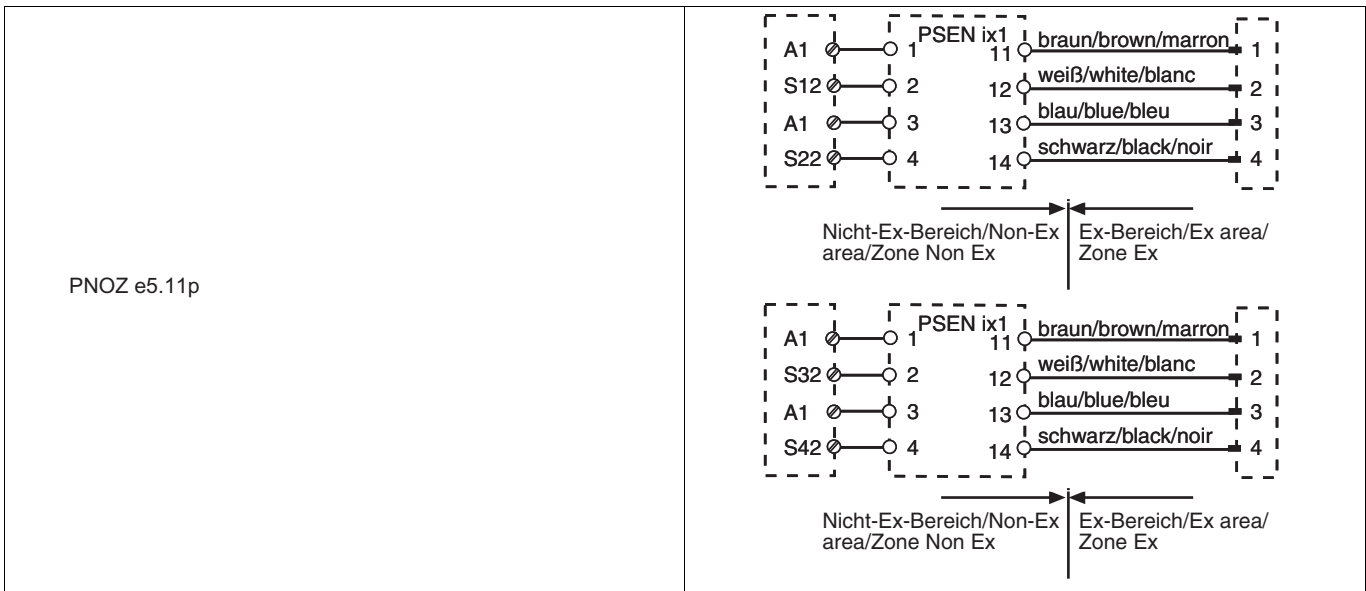 PNOZ e5.11p
PSEN ix1
A1 1 11 braun/brown/marron 1
S12 2 12 weiß/white/blanc 2
A1 3 13 blau/blue/bleu 3
S22 4 14 schwarz/black/noir 4
Nicht-Ex-Bereich/Non-Ex Ex-Bereich/Ex area/
area/Zone Non Ex Zone Ex
PSEN ix1
A1 1 11 braun/brown/marron 1
S32 2 12 weiß/white/blanc 2
A1 3 13 blau/blue/bleu 3
S42 4 14 schwarz/black/noir 4
Nicht-Ex-Bereich/Non-Ex Ex-Bereich/Ex area/
area/Zone Non Ex Zone Ex